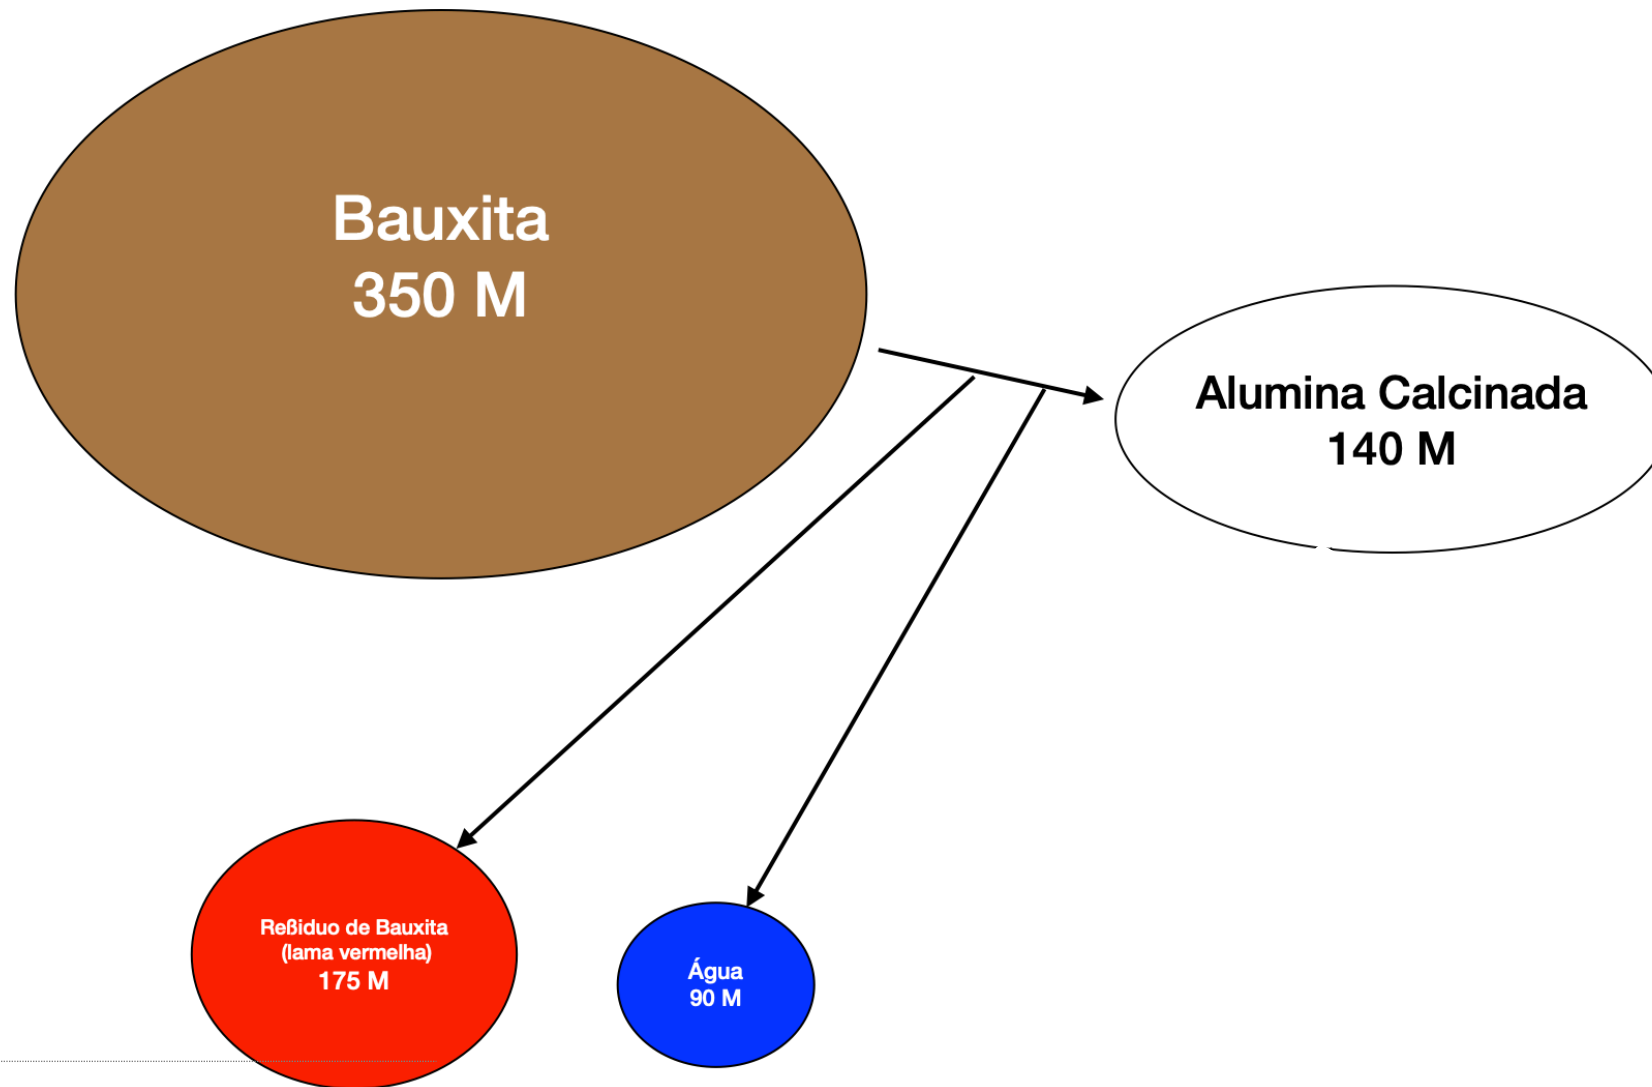 Bauxita
350 M
Alumina Calcinada
140 M
Reßiduo de Bauxita
(lama vermelha)
175 M
Água
90 M